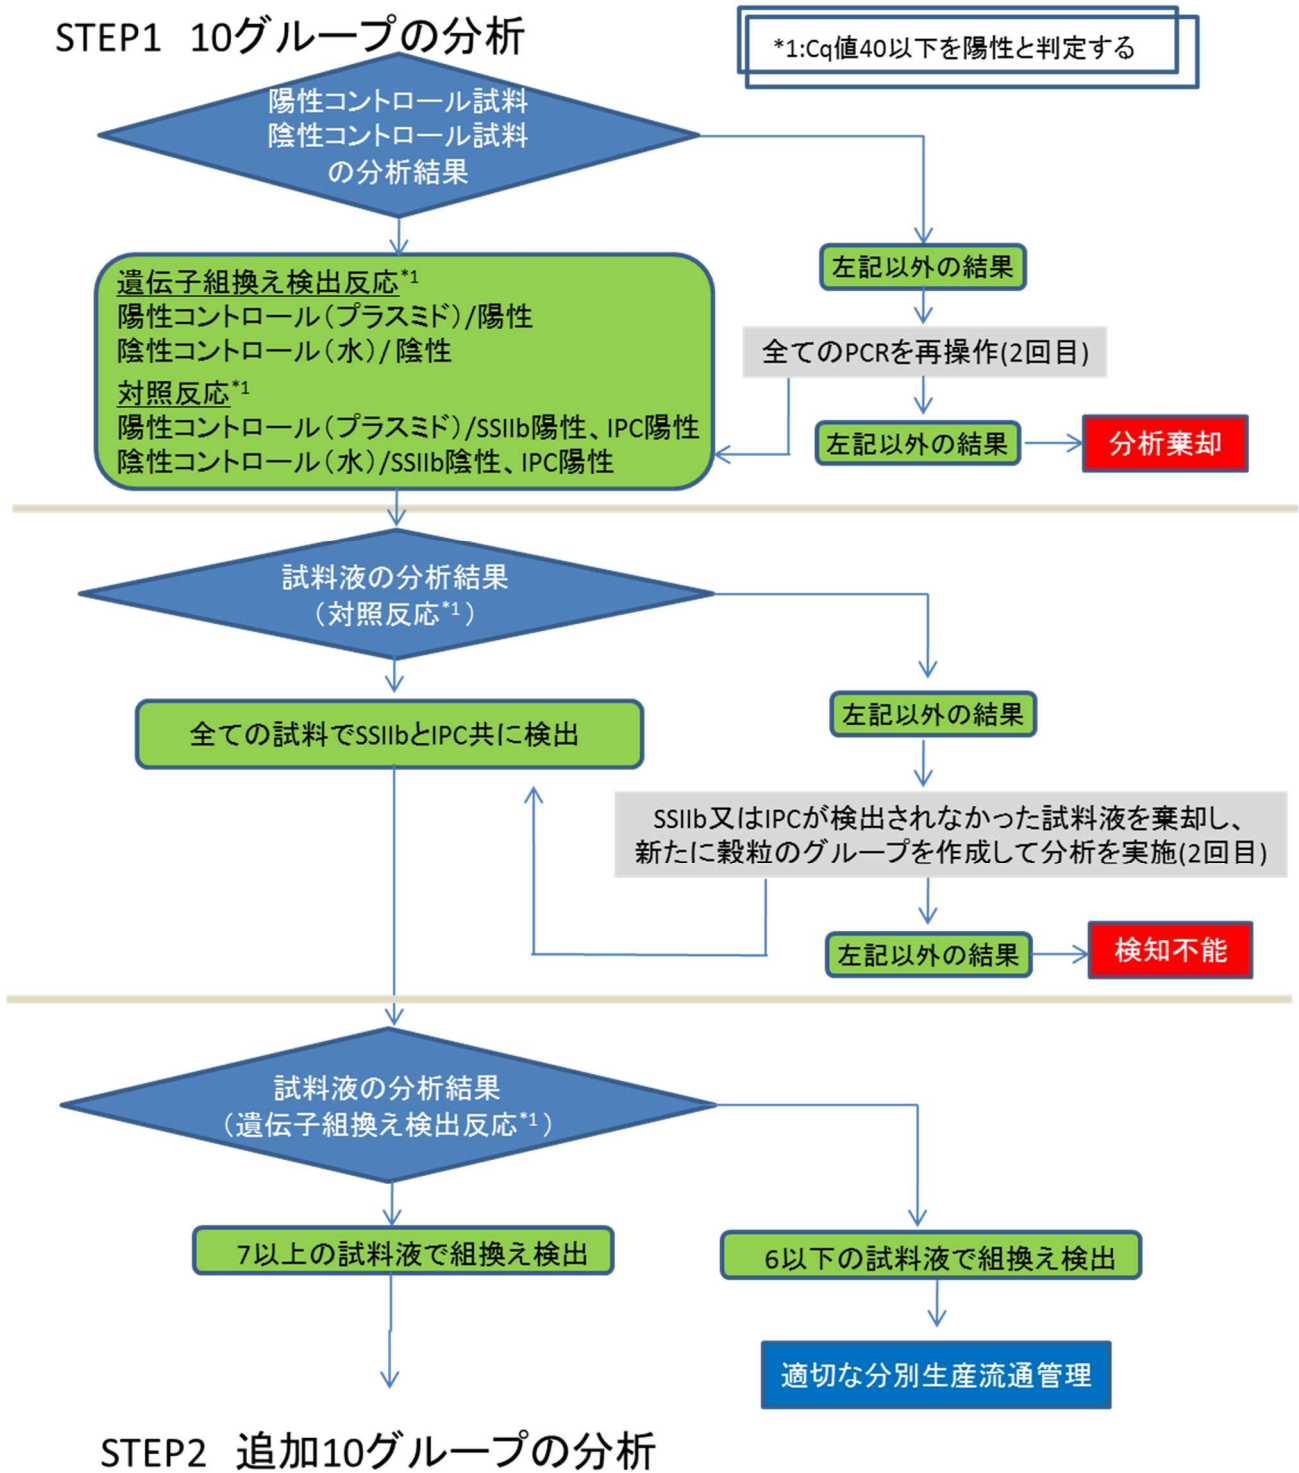 STEP1 10グループの分析
*1:Cq値40以下を陽性と判定する
陽性コントロール試料
陰性コントロール試料
の分析結果
遺伝子組換え検出反応*1
陽性コントロール（プラスミド）/陽性
陰性コントロール（水）/陰性
対照反応*1
陽性コントロール（プラスミド）/SSIIb陽性、IPC陽性
陰性コントロール（水）/SSIIb陰性、IPC陽性
左記以外の結果
全てのPCRを再操作(2回目)
左記以外の結果
分析棄却
試料液の分析結果
（対照反応*1）
全ての試料でSSIIbとIPC共に検出
左記以外の結果
SSIIb又はIPCが検出されなかった試料液を棄却し、
新たに穀粒のグループを作成して分析を実施(2回目)
左記以外の結果
検知不能
試料液の分析結果
（遺伝子組換え検出反応*1）
7以上の試料液で組換え検出
6以下の試料液で組換え検出
適切な分別生産流通管理
STEP2 追加10グループの分析